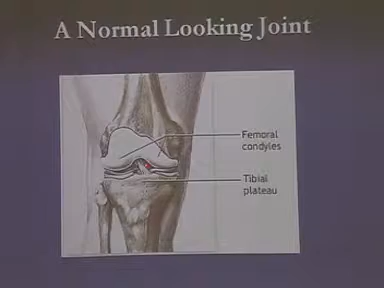 A Normal Looking Joint
Femoral
condyles
Tibial
plateau